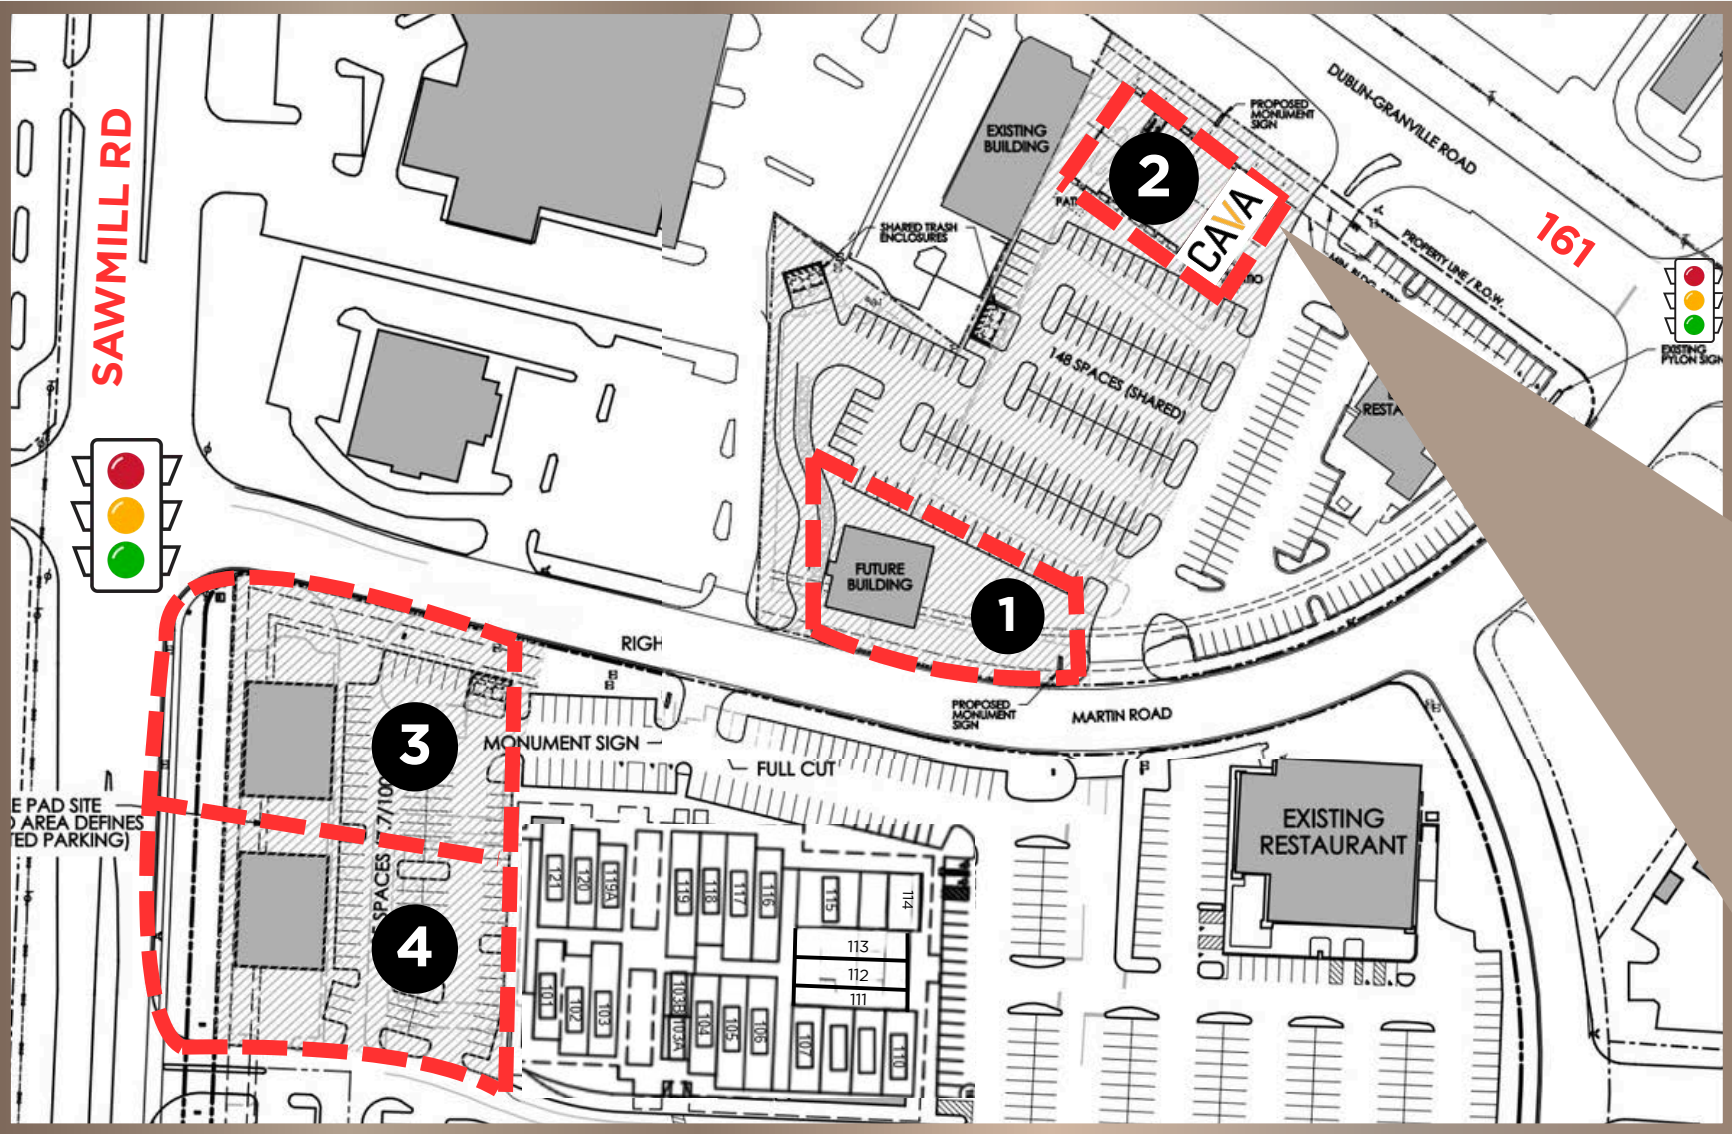 SAWMILL RD
DUBLIN-GRANVILLE ROAD
161
PROPOSED
MONUMENT
SIGN
EXISTING
BUILDING
2
CAVA
SHARED TRASH
ENCLOSURES
PROPERTY LINE / R.O.W.
EXISTING
PYLON SIGN
148 SPACES (SHARED)
FUTURE
BUILDING
1
RIGH
PROPOSED
MONUMENT
SIGN
MARTIN ROAD
3
MONUMENT SIGN
FULL CUT
E PAD SITE
AREA DEFINES
TED PARKING)
SPACES
7/100
4
EXISTING
RESTAURANT
121
120
119A
119
118
117
116
115
114
113
112
111
101
102
103
103B
103A
104
105
106
107
110